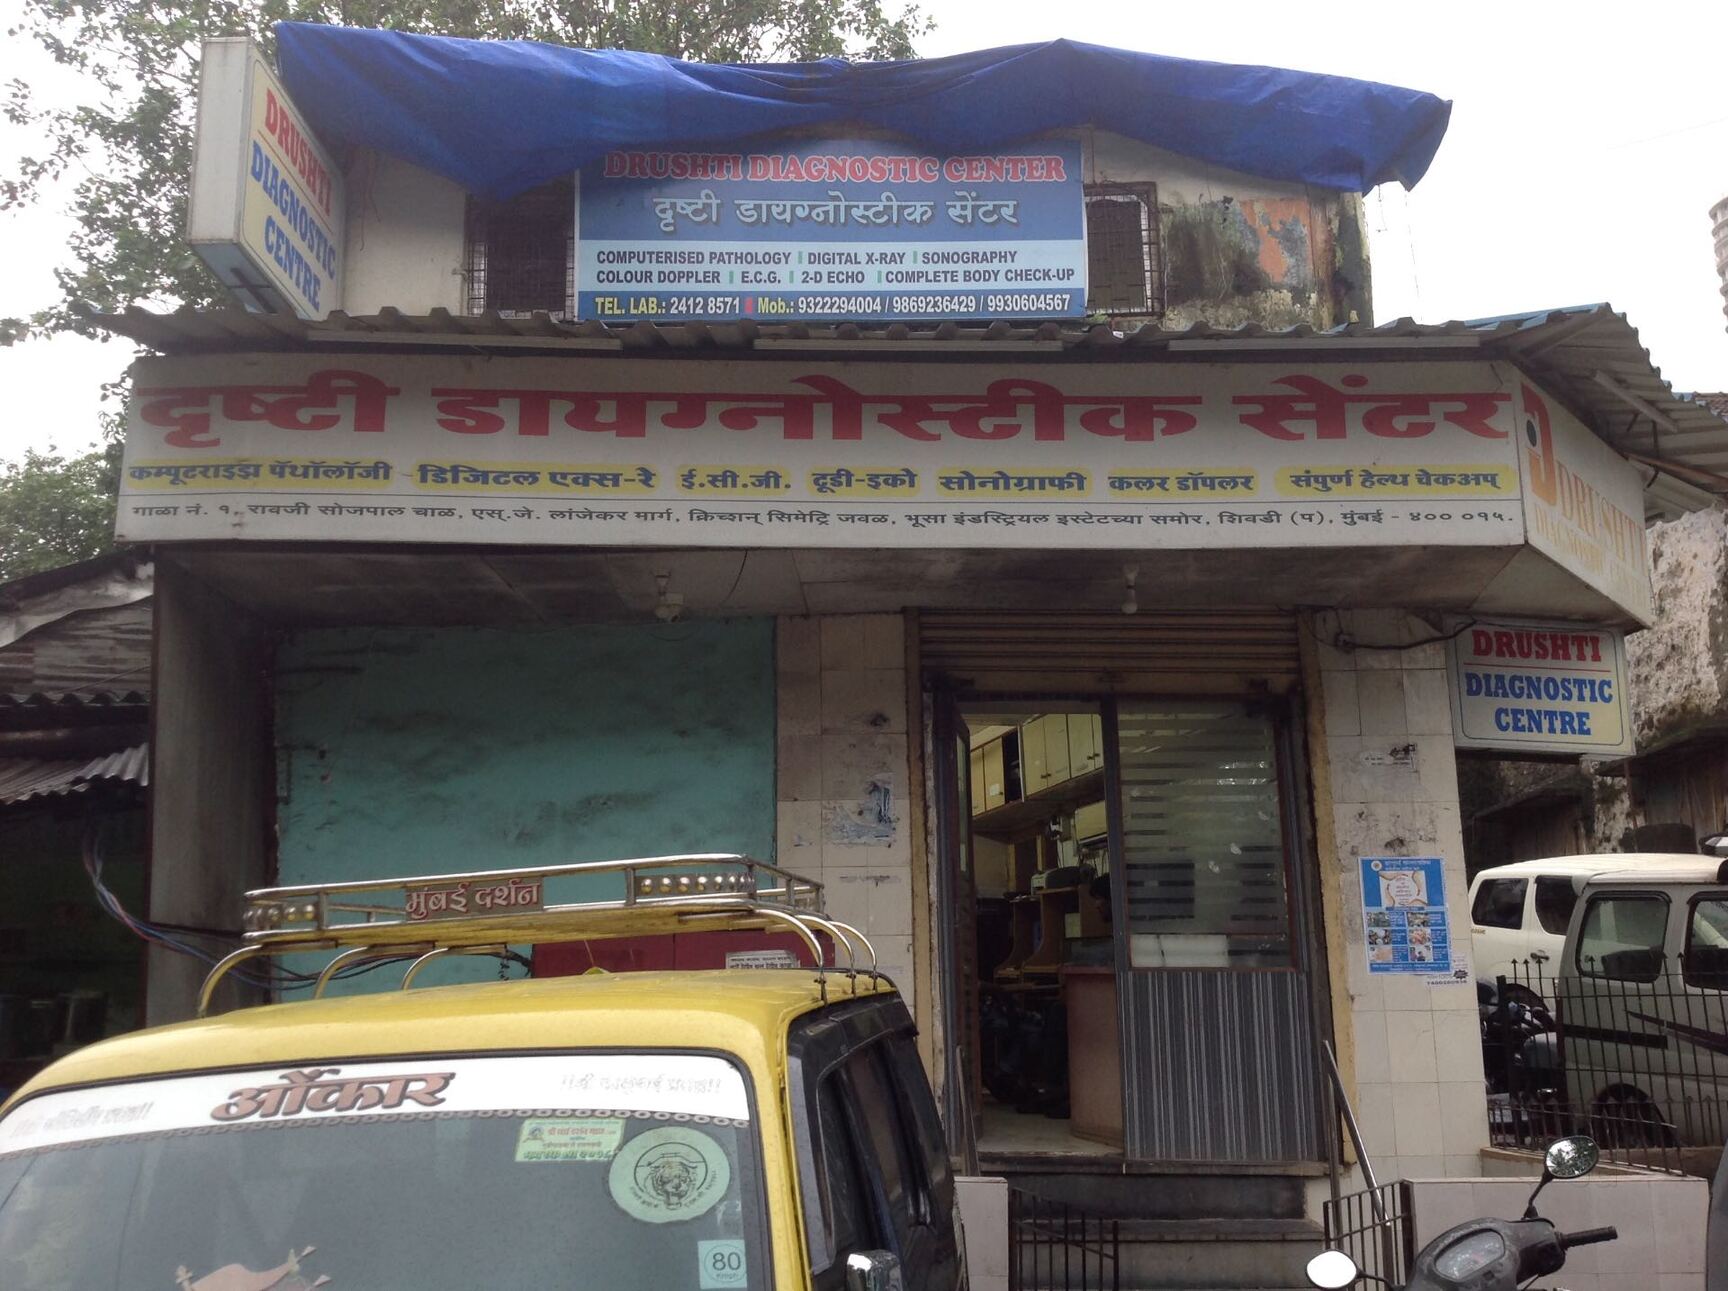 DRUSHTI
DIAGNOSTIC
CENTRE
DRUSHTI DIAGNOSTIC CENTER
दृष्टी डायग्नोस्टीक सेंटर
COMPUTERISED PATHOLOGY | DIGITAL X-RAY | SONOGRAPHY
COLOUR DOPPLER | E.C.G. | 2-D ECHO | COMPLETE BODY CHECK-UP
TEL. LAB.: 2412 8571 Mob.: 9322294004 / 9869236429 / 9930604567
दृष्टी डायग्नोस्टीक सेंटर
कम्प्यूटराइझ पॅथॉलॉजी डिजिटल एक्स-रे ई.सी.जी. टूडी-इको सोनोग्राफी कलर डॉपलर संपुर्ण हेल्थ चेकअप्
गाळा नं. १, रावजी सोजपाल चाळ, एस्.जे. लांजेकर मार्ग, क्रिच्शन् सिमेट्रि जवळ, भूसा इंडस्ट्रियल इस्टेटच्या समोर, शिवडी (प), मुंबई - ४०० ०१५.
DRUSHTI
DIAGNOSTIC
DRUSHTI
DIAGNOSTIC
CENTRE
मुंबई दर्शन
ओंकार
80